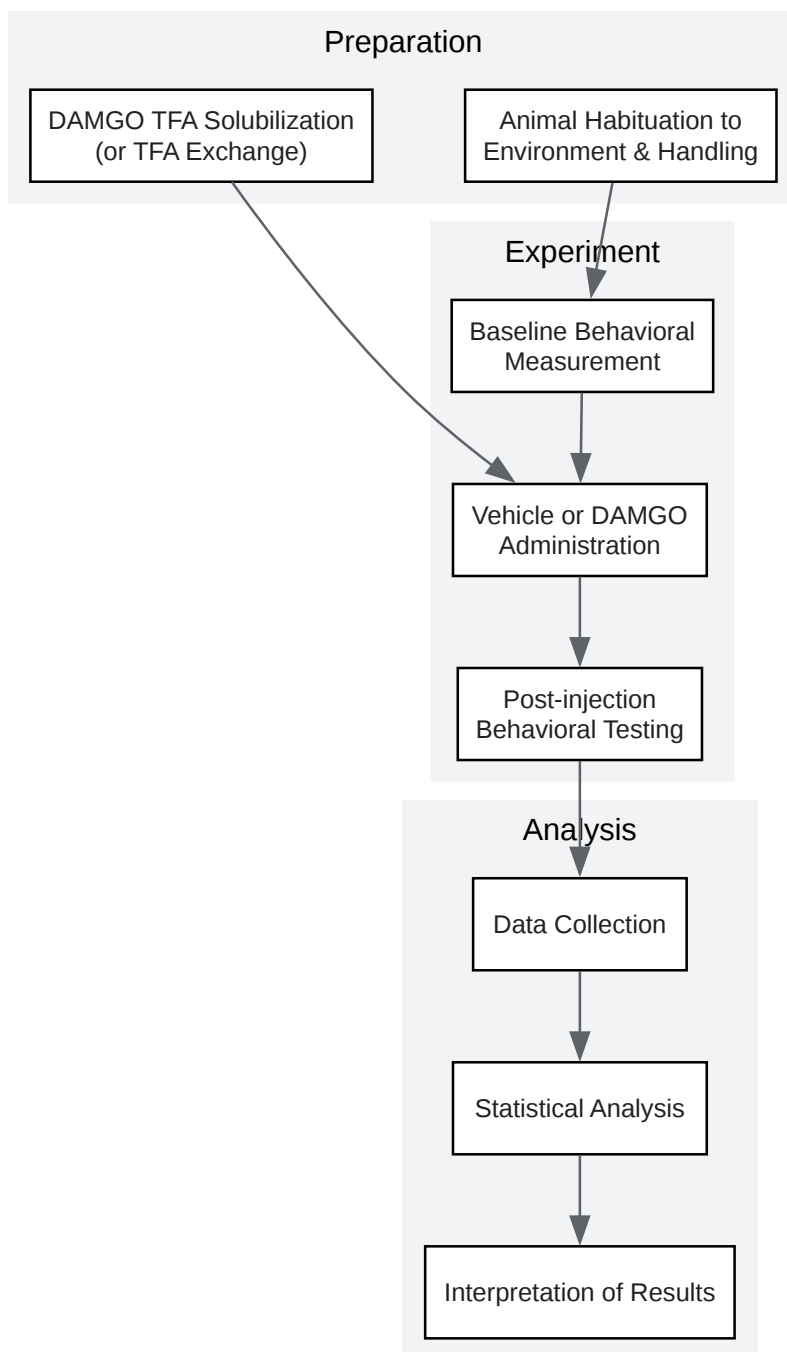 Preparation
DAMGO TFA Solubilization
(or TFA Exchange)
Animal Habituation to
Environment & Handling
Experiment
Baseline Behavioral
Measurement
Vehicle or DAMGO
Administration
Post-injection
Behavioral Testing
Analysis
Data Collection
Statistical Analysis
Interpretation of Results